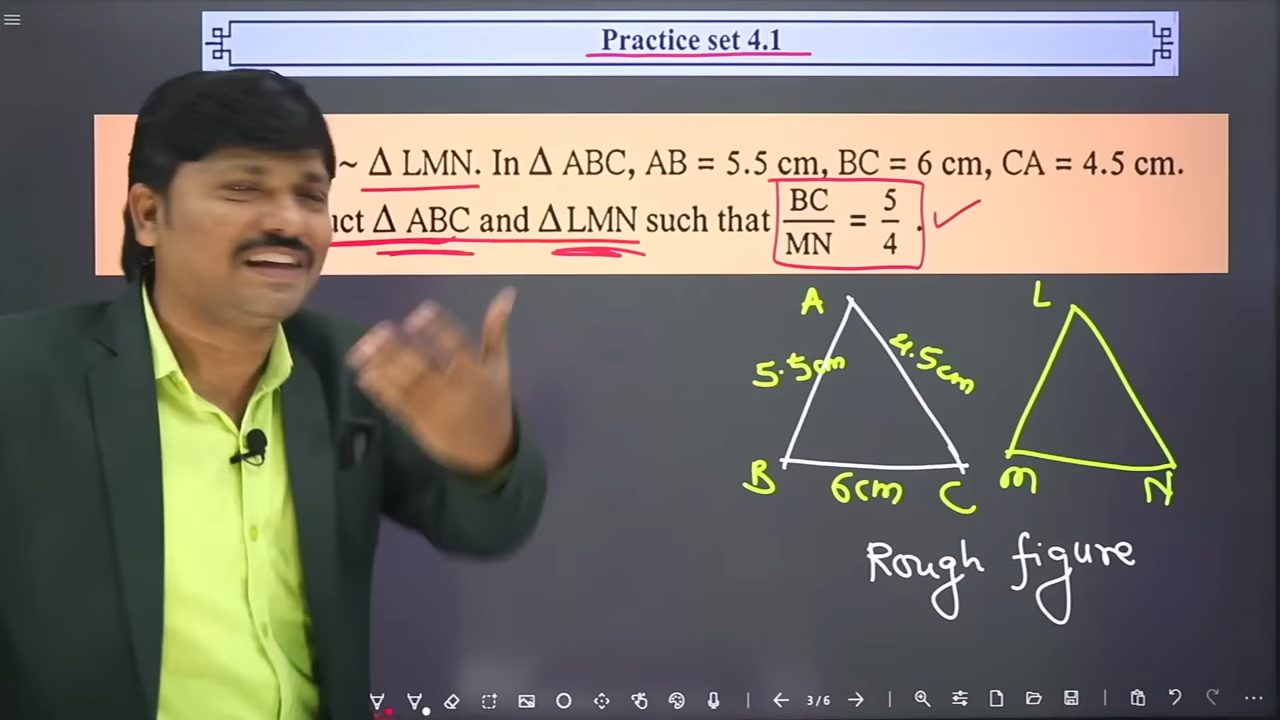 Practice set 4.1
~ Δ LMN. In Δ ABC, AB = 5.5 cm, BC = 6 cm, CA = 4.5 cm.
uct Δ ABC and Δ LMN such that BC/MN = 5/4 .
A
L
5.5cm
4.5cm
B
6cm
C
M
N
Rough figure
3/6